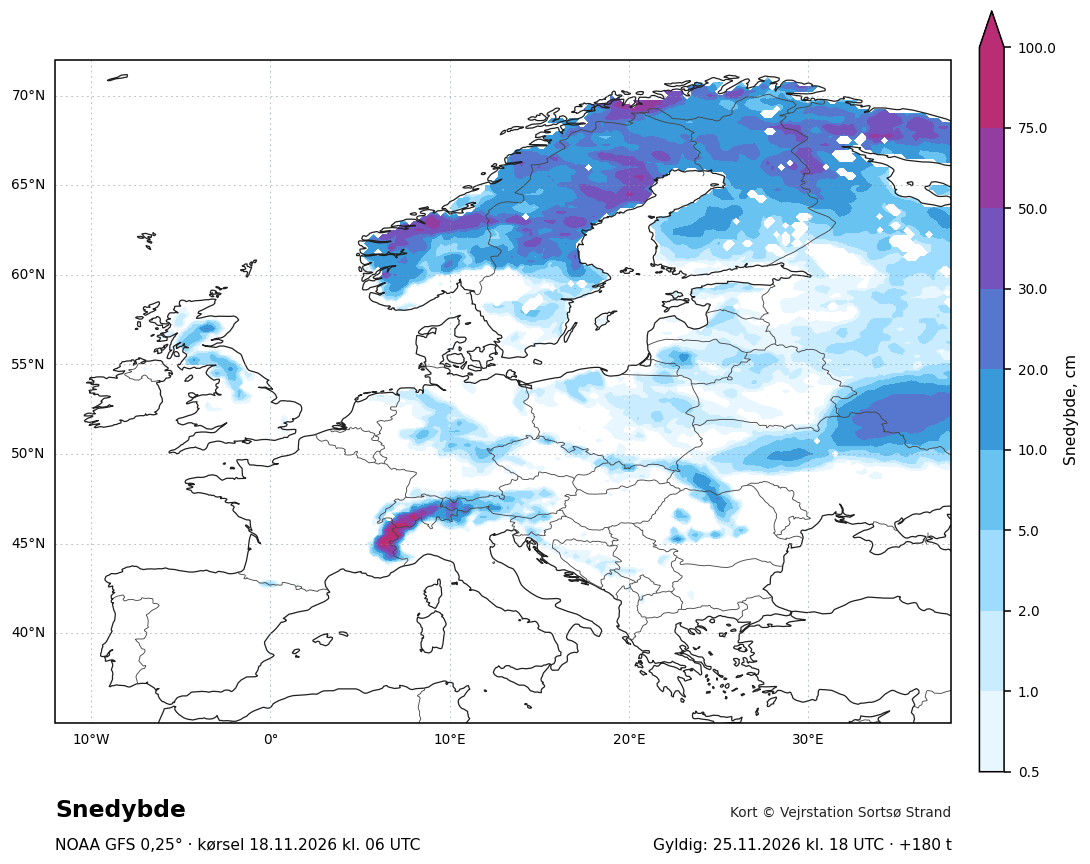 100.0
75.0
50.0
30.0
20.0
10.0
5.0
2.0
1.0
0.5
Snedybde, cm
70°N
65°N
60°N
55°N
50°N
45°N
40°N
10°W 0° 10°E 20°E 30°E
Snedybde
Kort © Vejrstation Sortsø Strand
NOAA GFS 0,25° · kørsel 18.11.2026 kl. 06 UTC
Gyldig: 25.11.2026 kl. 18 UTC · +180 t